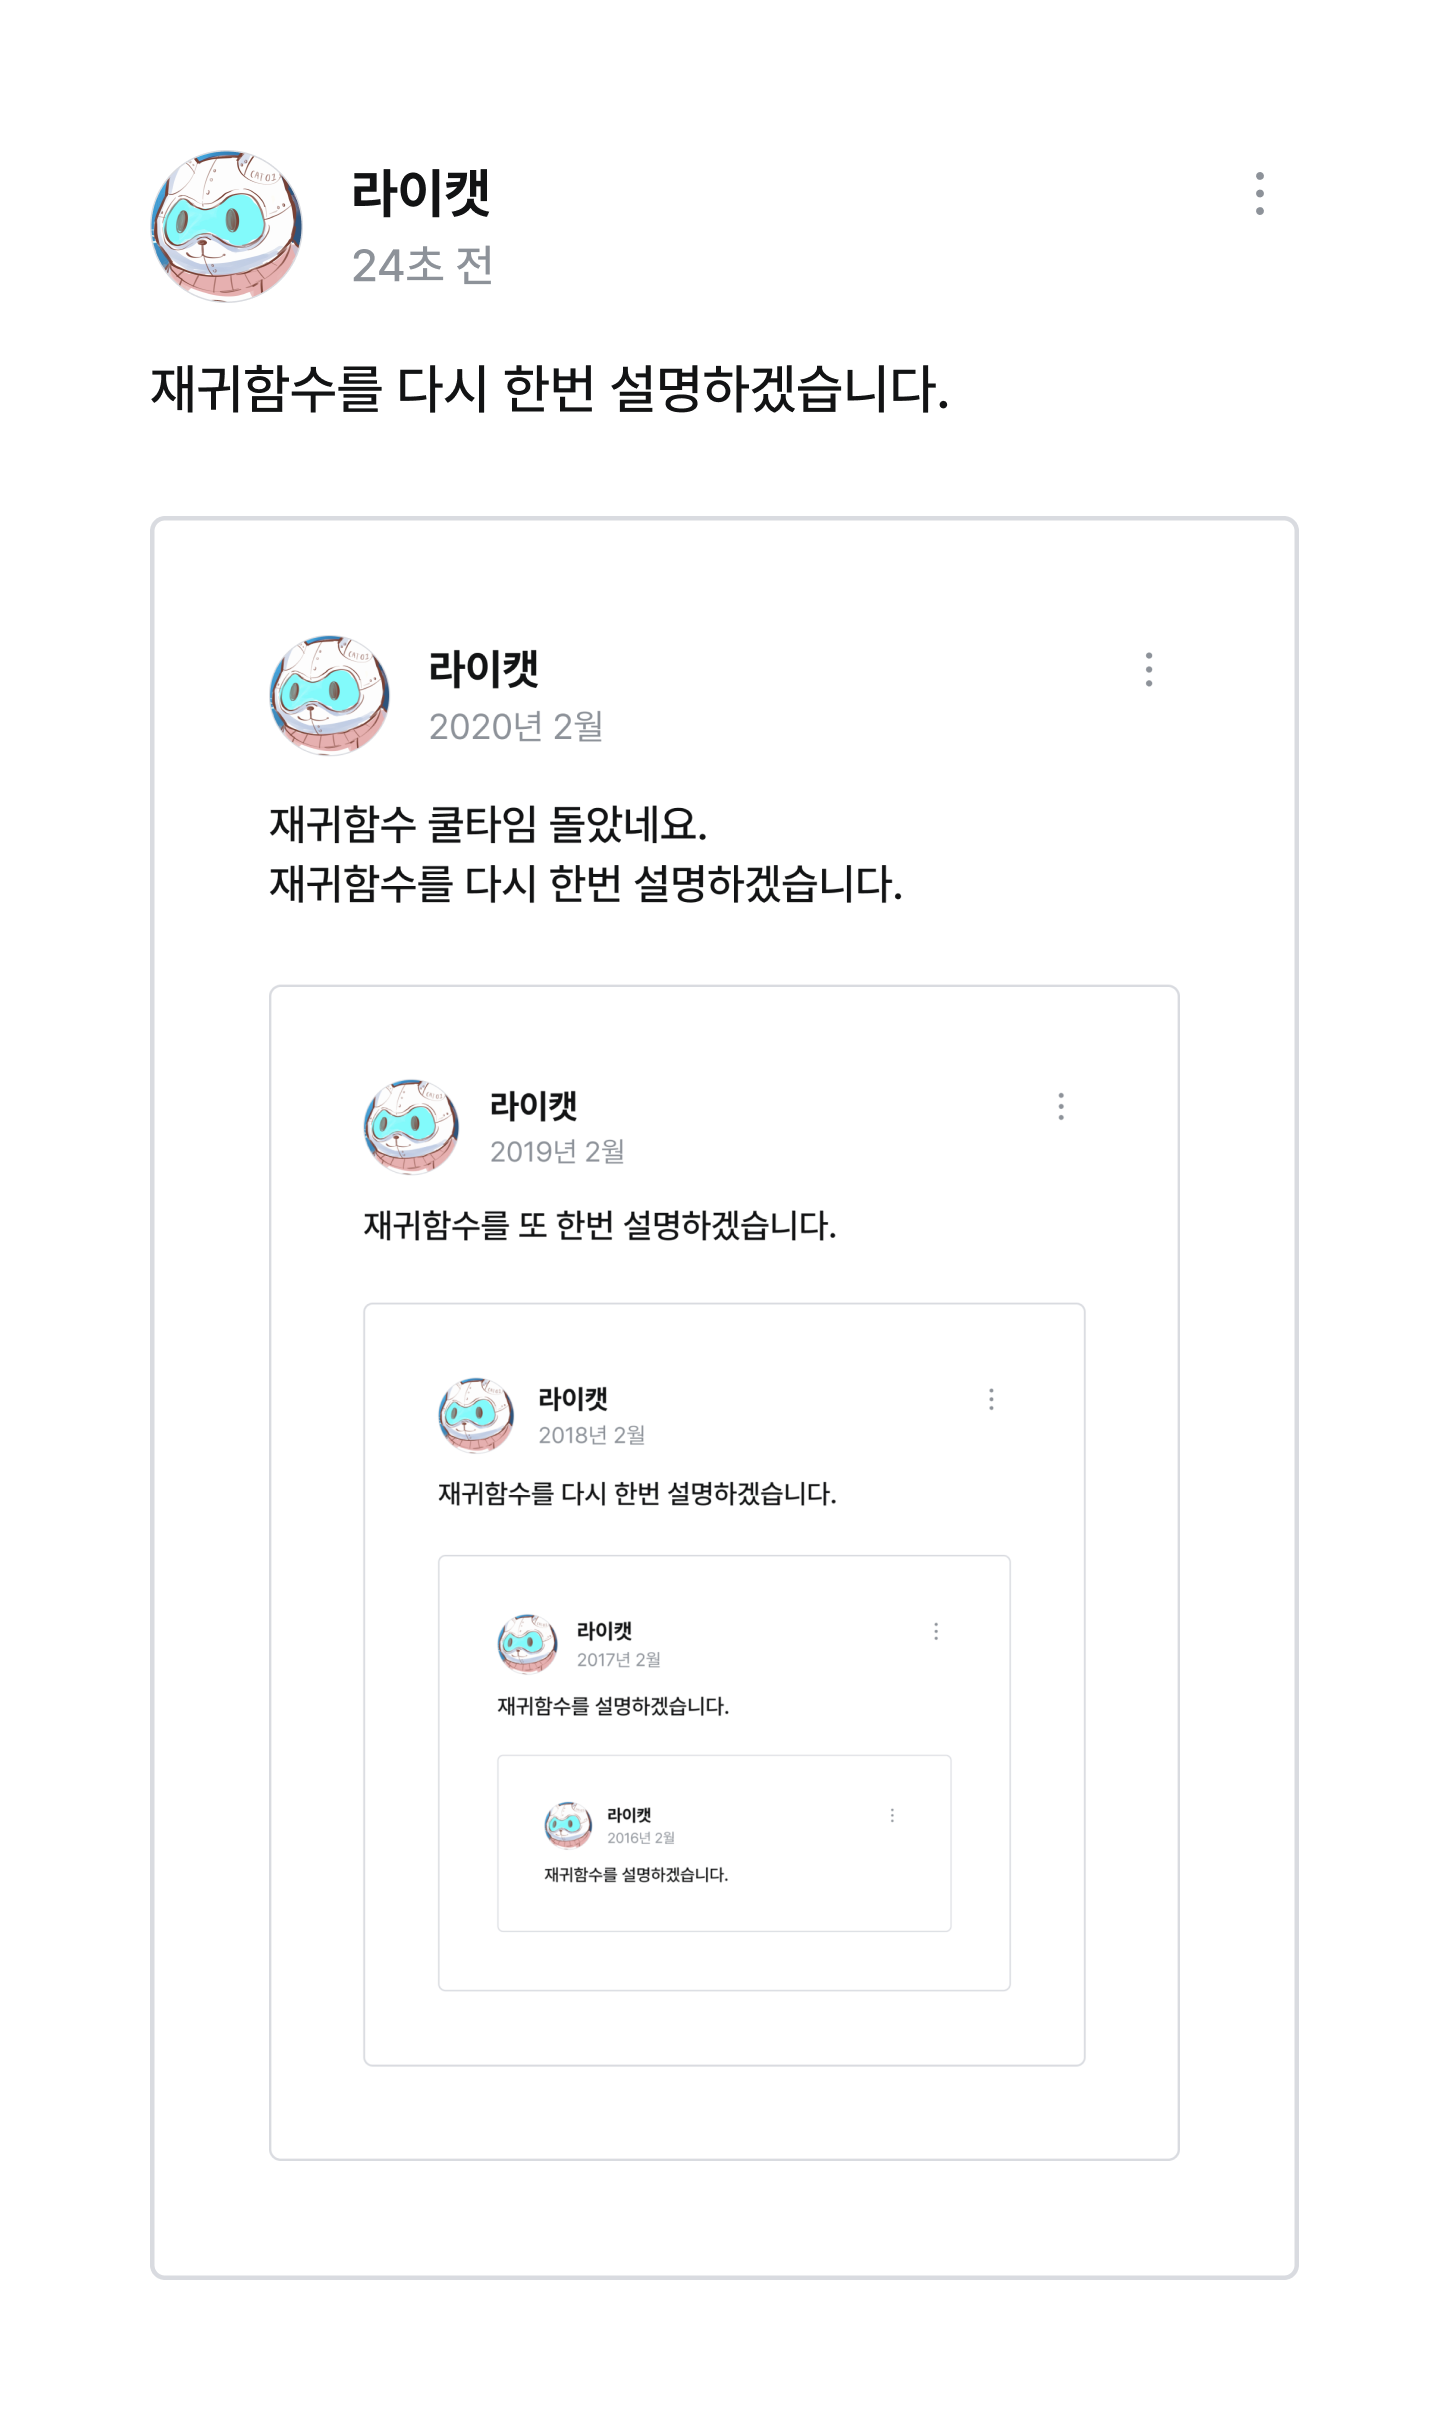 라이캣
24초 전
재귀함수를 다시 한번 설명하겠습니다.
라이캣
2020년 2월
재귀함수 쿨타임 돌았네요.
재귀함수를 다시 한번 설명하겠습니다.
라이캣
2019년 2월
재귀함수를 또 한번 설명하겠습니다.
라이캣
2018년 2월
재귀함수를 다시 한번 설명하겠습니다.
라이캣
2017년 2월
재귀함수를 설명하겠습니다.
라이캣
2016년 2월
재귀함수를 설명하겠습니다.